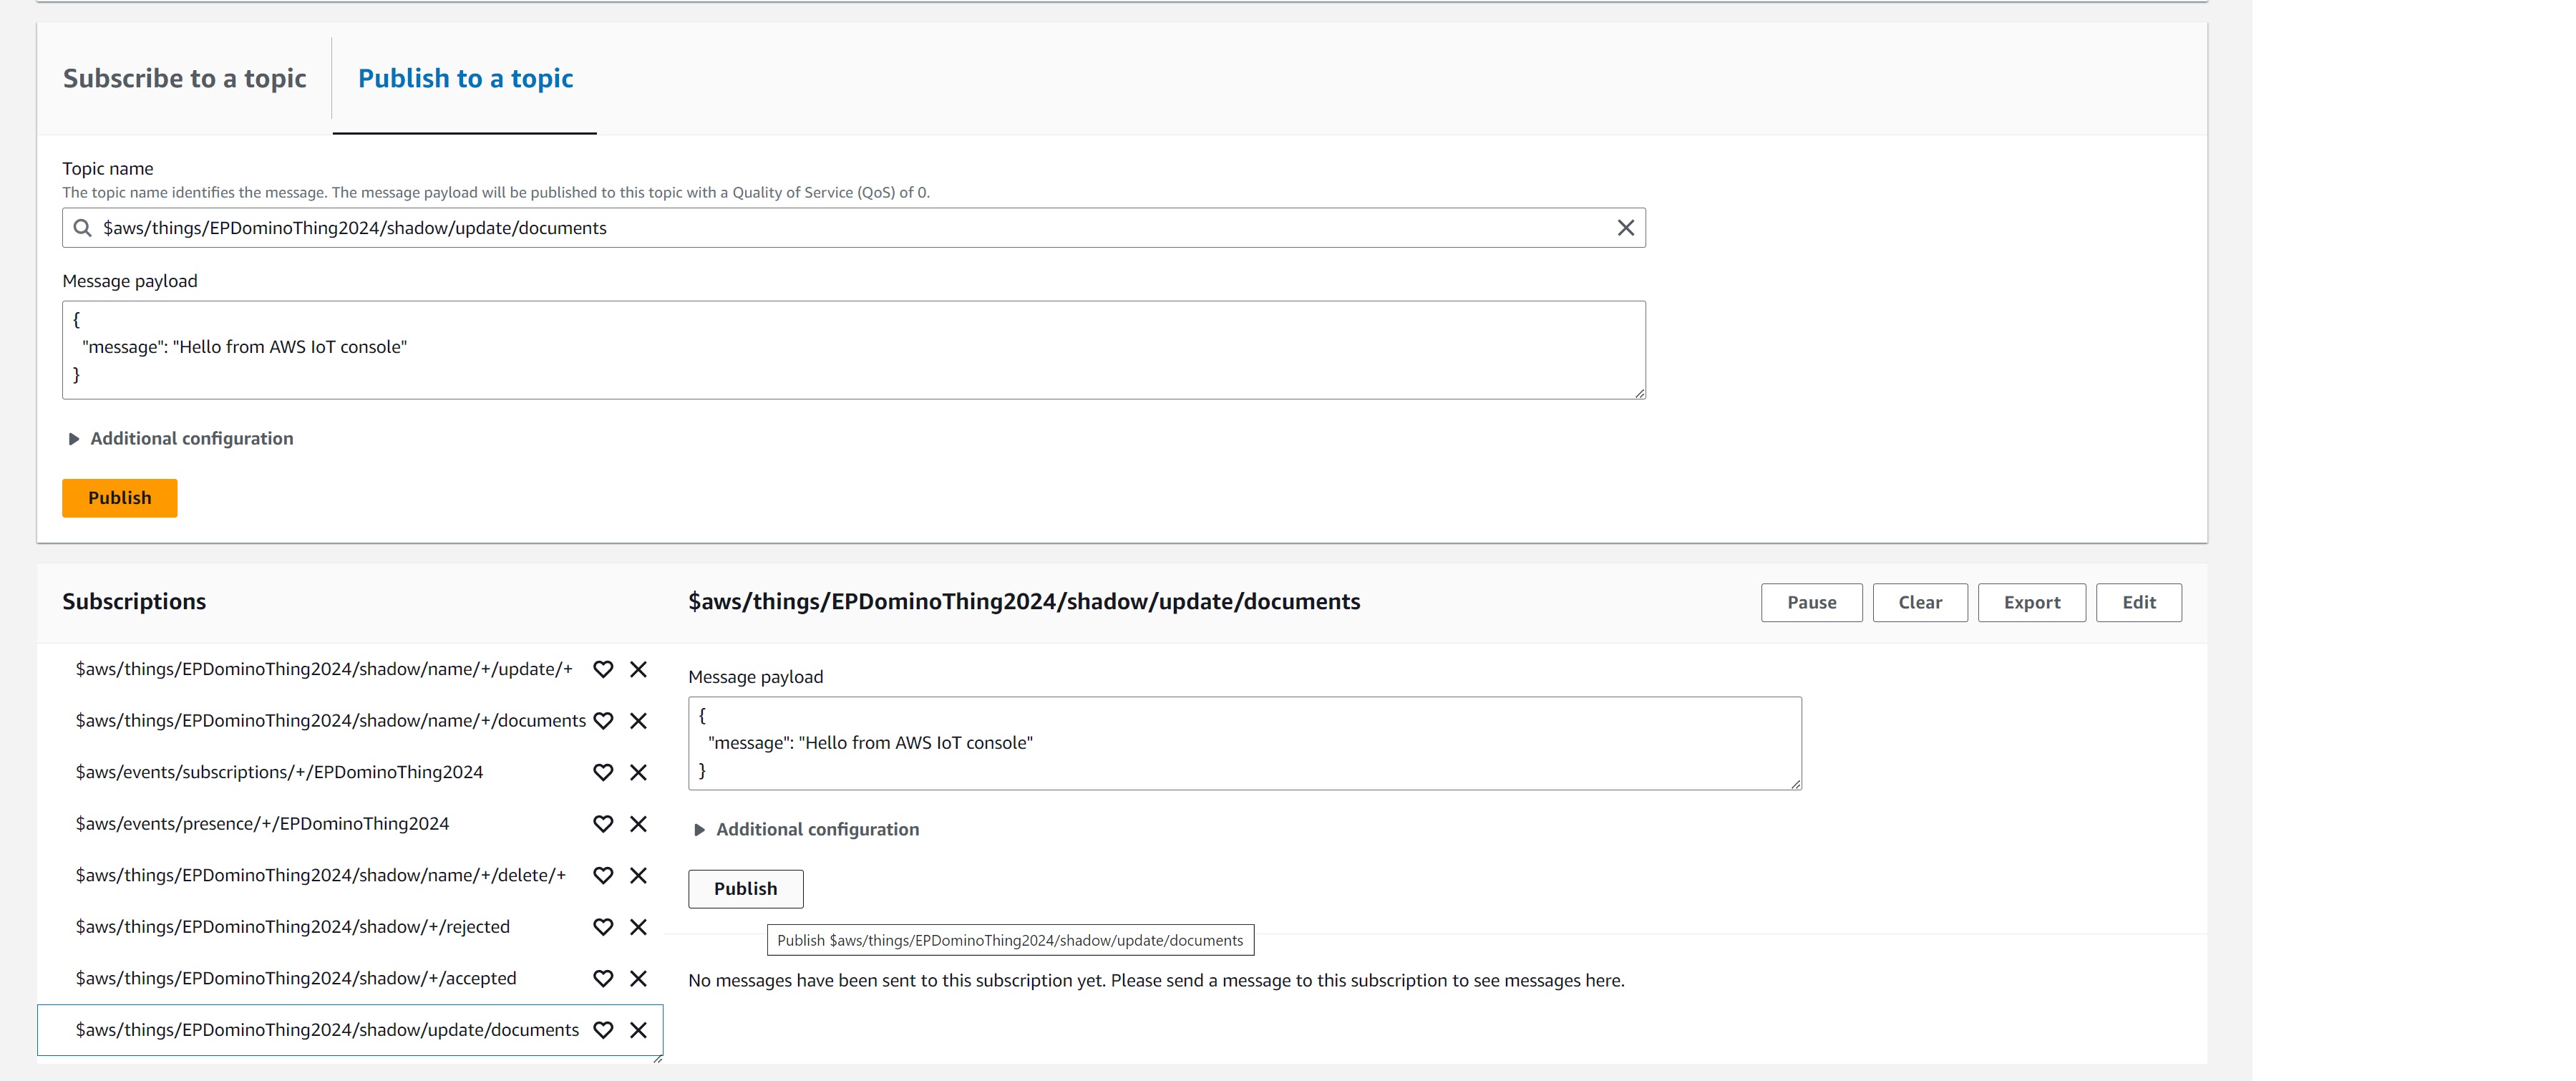 Subscribe to a topic
Publish to a topic
Topic name
The topic name identifies the message. The message payload will be published to this topic with a Quality of Service (QoS) of 0.
$aws/things/EPDominoThing2024/shadow/update/documents
Message payload
{
"message": "Hello from AWS IoT console"
}
Additional configuration
Publish
Subscriptions
$aws/things/EPDominoThing2024/shadow/name/+/update/+
$aws/things/EPDominoThing2024/shadow/name/+/documents
$aws/events/subscriptions/+/EPDominoThing2024
$aws/events/presence/+/EPDominoThing2024
$aws/things/EPDominoThing2024/shadow/name/+/delete/+
$aws/things/EPDominoThing2024/shadow/+/rejected
$aws/things/EPDominoThing2024/shadow/+/accepted
$aws/things/EPDominoThing2024/shadow/update/documents
$aws/things/EPDominoThing2024/shadow/update/documents
Pause
Clear
Export
Edit
Message payload
{
"message": "Hello from AWS IoT console"
}
Additional configuration
Publish
Publish $aws/things/EPDominoThing2024/shadow/update/documents
No messages have been sent to this subscription yet. Please send a message to this subscription to see messages here.